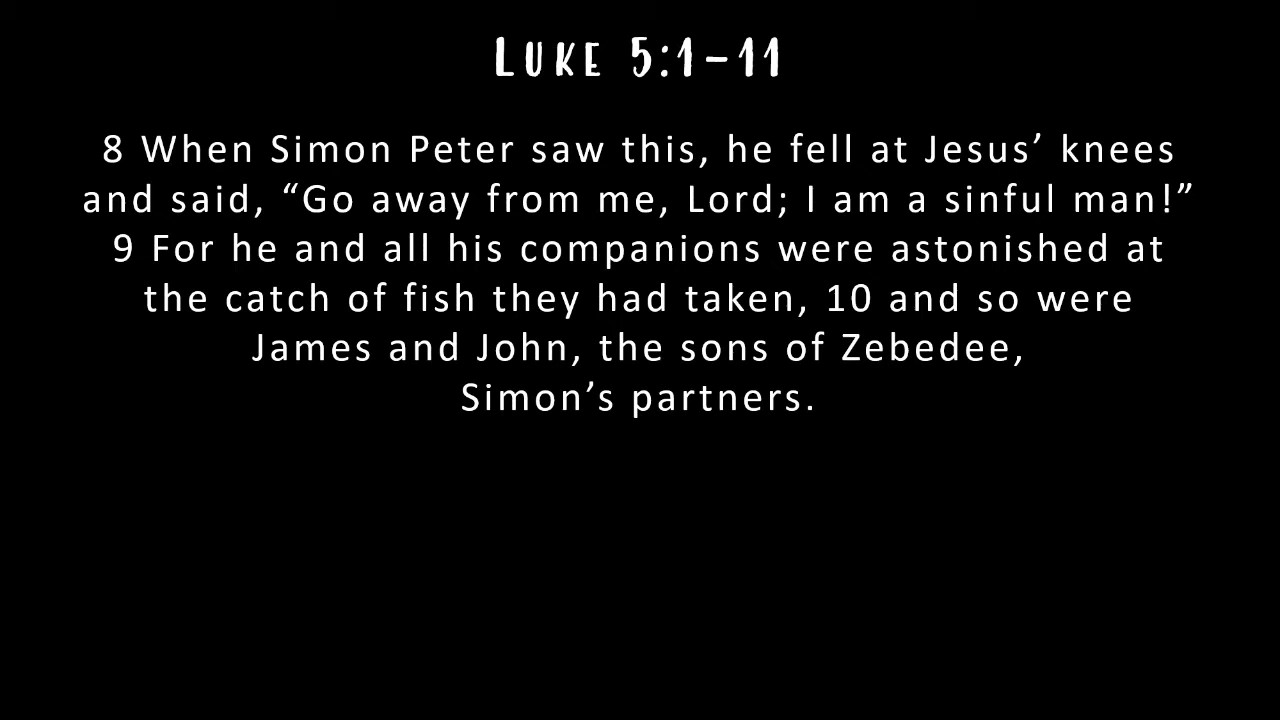 LUKE 5:1-11
8 When Simon Peter saw this, he fell at Jesus’ knees
and said, “Go away from me, Lord; I am a sinful man!”
9 For he and all his companions were astonished at
the catch of fish they had taken, 10 and so were
James and John, the sons of Zebedee,
Simon’s partners.